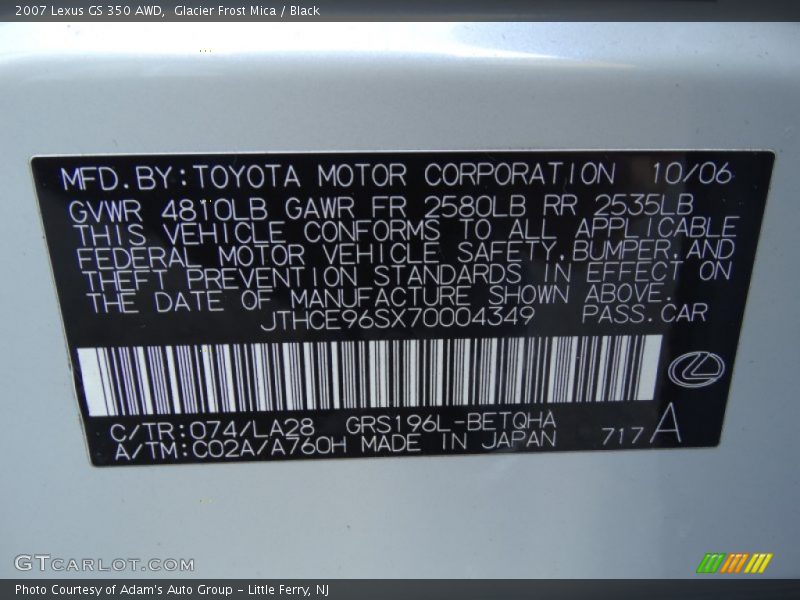 2007 Lexus GS 350 AWD,  Glacier Frost Mica / Black
MFD.BY:TOYOTA MOTOR CORPORATION 10/06
GVWR 4810LB GAWR FR 2580LB RR 2535LB
THIS VEHICLE CONFORMS TO ALL APPLICABLE
FEDERAL MOTOR VEHICLE SAFETY,BUMPER,AND
THEFT PREVENTION STANDARDS IN EFFECT ON
THE DATE OF MANUFACTURE SHOWN ABOVE.
JTHCE96SX70004349 PASS.CAR
C/TR:074/LA28 GRS196L-BETQHA
A/TM:C02A/A760H MADE IN JAPAN 717A
GTCARLOT.COM
Photo Courtesy of Adam's Auto Group - Little Ferry, NJ